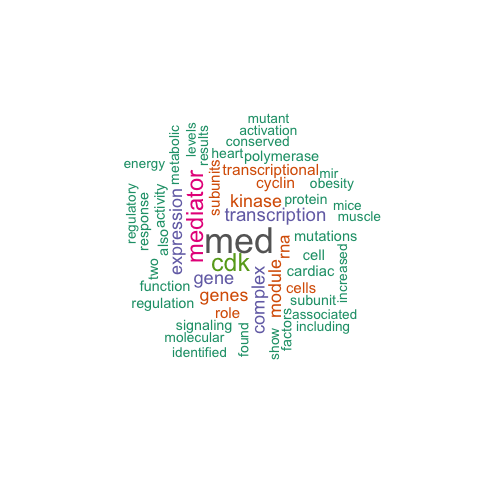 mutant
activation
conserved
levels
results
metabolic
heart
polymerase
energy
transcriptional
mir
subunits
cyclin
obesity
regulatory
response
activity
also
expression
mediator
kinase
protein
mice
transcription
muscle
med
rna
mutations
cdk
cell
two
gene
module
cardiac
increased
function
genes
complex
cells
regulation
subunit
role
associated
signaling
factors
including
molecular
found
show
identified